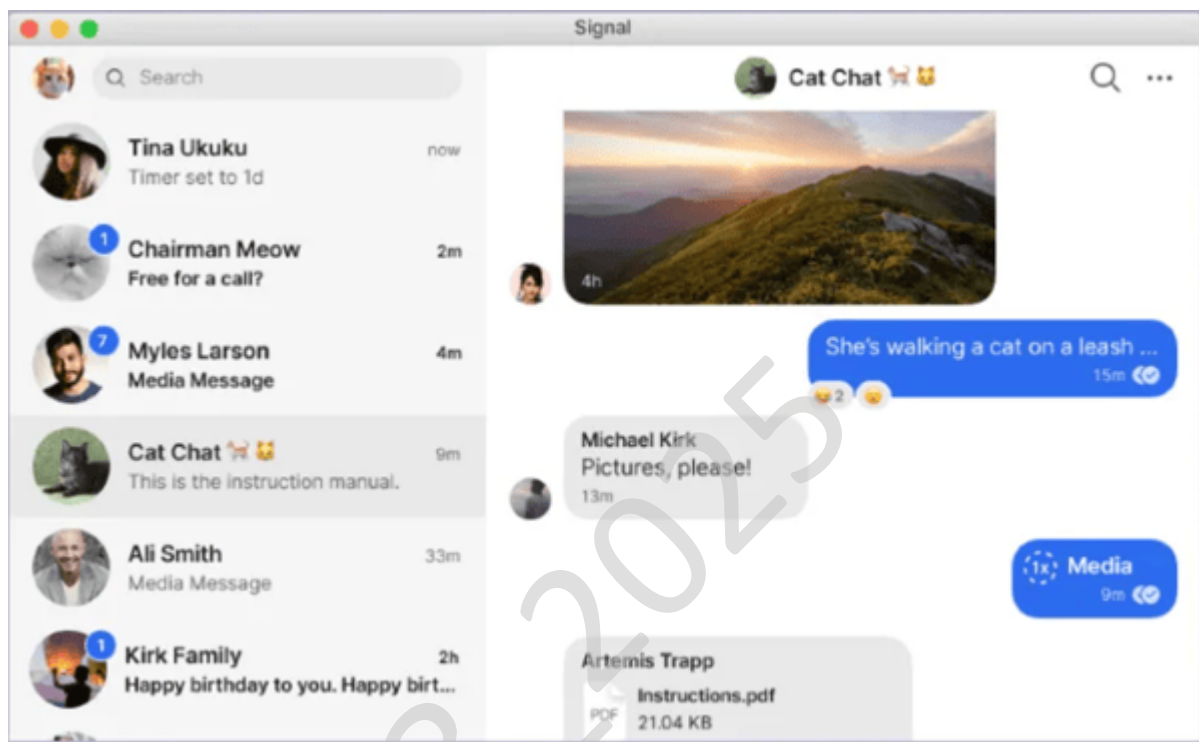 Signal
Search
Tina Ukuku
now
Timer set to 1d
1
Chairman Meow
2m
Free for a call?
7
Myles Larson
4m
Media Message
Cat Chat 🐈 😺
9m
This is the instruction manual.
Ali Smith
33m
Media Message
1
Kirk Family
2h
Happy birthday to you. Happy birt...
Cat Chat 🐈 😺
4h
She's walking a cat on a leash ...
15m
2
Michael Kirk
Pictures, please!
13m
1x Media
9m
Artemis Trapp
Instructions.pdf
PDF
21.04 KB
2025